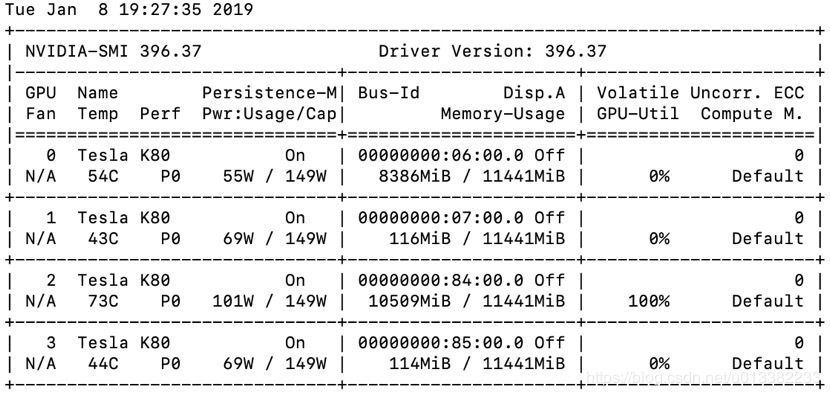 Tue Jan  8 19:27:35 2019
+-----------------------------------------------------------------------------+
| NVIDIA-SMI 396.37                 Driver Version: 396.37                    |
|-------------------------------+----------------------+----------------------+
| GPU  Name        Persistence-M| Bus-Id        Disp.A | Volatile Uncorr. ECC |
| Fan  Temp  Perf  Pwr:Usage/Cap|         Memory-Usage | GPU-Util  Compute M. |
|===============================+======================+======================|
|   0  Tesla K80           On   | 00000000:06:00.0 Off |                    0 |
| N/A   54C    P0    55W / 149W |   8386MiB / 11441MiB |      0%      Default |
+-------------------------------+----------------------+----------------------+
|   1  Tesla K80           On   | 00000000:07:00.0 Off |                    0 |
| N/A   43C    P0    69W / 149W |    116MiB / 11441MiB |      0%      Default |
+-------------------------------+----------------------+----------------------+
|   2  Tesla K80           On   | 00000000:84:00.0 Off |                    0 |
| N/A   73C    P0   101W / 149W |  10509MiB / 11441MiB |    100%      Default |
+-------------------------------+----------------------+----------------------+
|   3  Tesla K80           On   | 00000000:85:00.0 Off |                    0 |
| N/A   44C    P0    69W / 149W |    114MiB / 11441MiB |      0%      Default |
+-------------------------------+----------------------+----------------------+
https://blog.csdn.net/u013382233